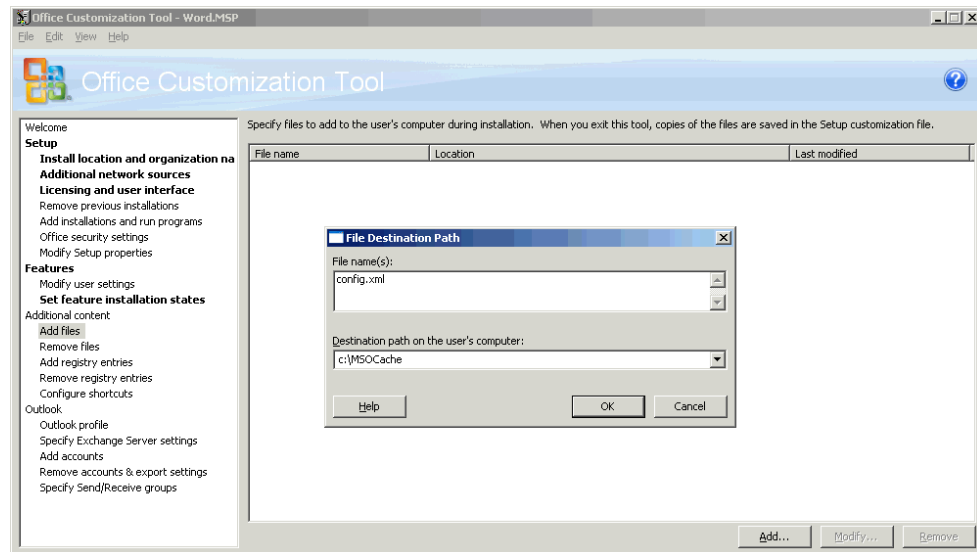 Office Customization Tool - Word.MSP
File Edit View Help
Office Customization Tool
Welcome
Setup
Install location and organization na
Additional network sources
Licensing and user interface
Remove previous installations
Add installations and run programs
Office security settings
Modify Setup properties
Features
Modify user settings
Set feature installation states
Additional content
Add files
Remove files
Add registry entries
Remove registry entries
Configure shortcuts
Outlook
Outlook profile
Specify Exchange Server settings
Add accounts
Remove accounts & export settings
Specify Send/Receive groups
Specify files to add to the user's computer during installation. When you exit this tool, copies of the files are saved in the Setup customization file.
File name Location Last modified
File Destination Path
File name(s):
config.xml
Destination path on the user's computer:
c:\MSOCache
Help OK Cancel
Add... Modify... Remove